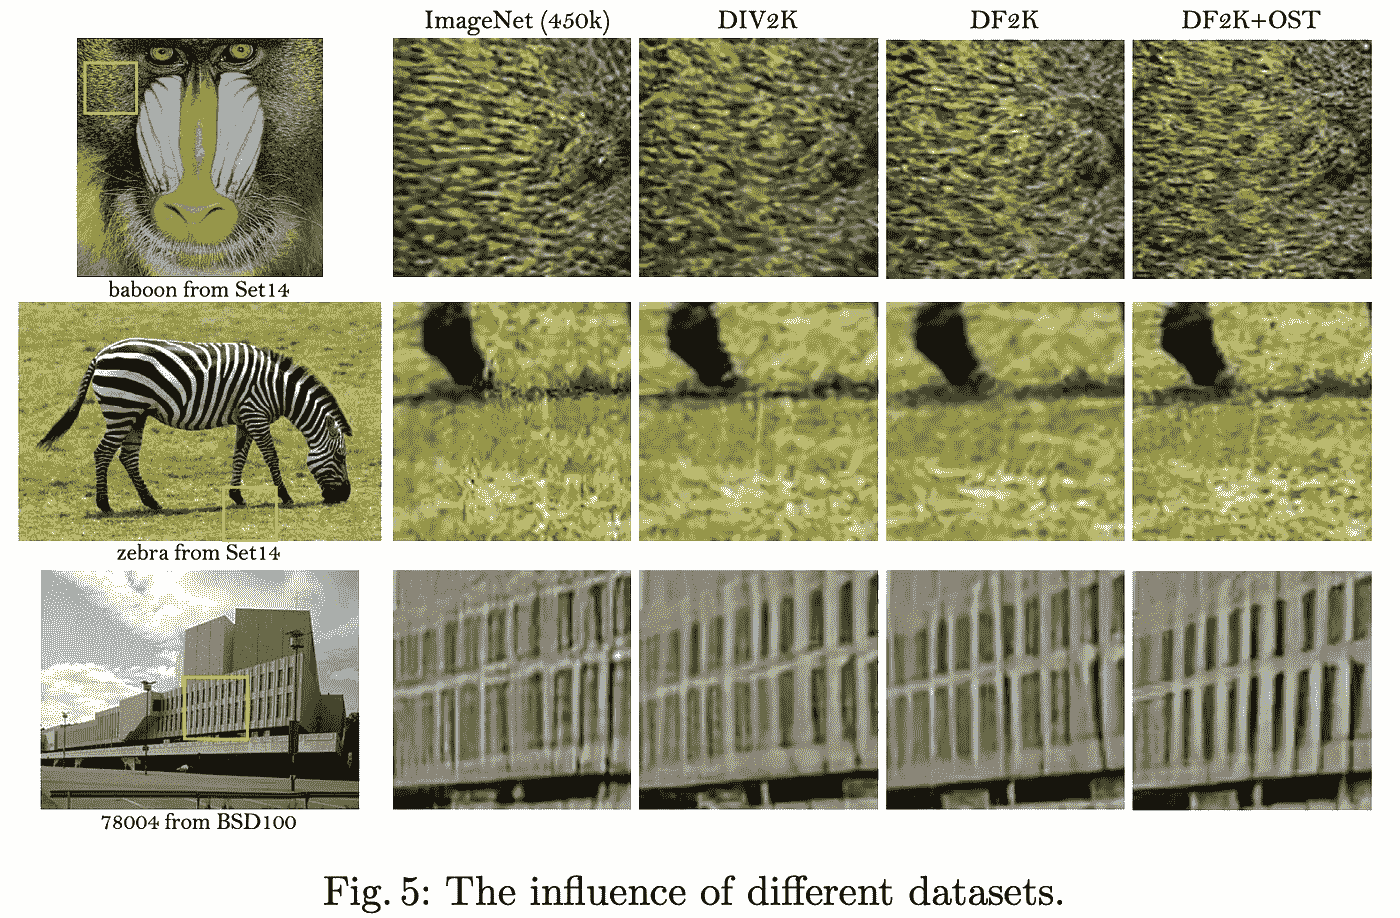 ImageNet (450k) DIV2K DF2K DF2K+OST
baboon from Set14
zebra from Set14
78004 from BSD100
Fig. 5: The influence of different datasets.